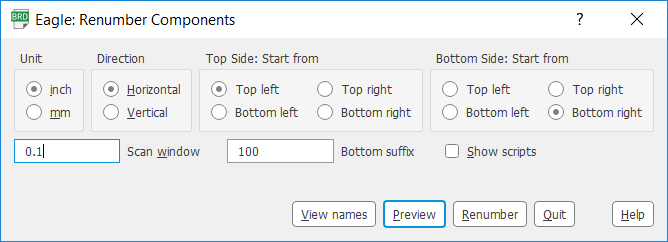 BRD Eagle: Renumber Components ?
Unit Direction Top Side: Start from Bottom Side: Start from
inch Horizontal Top left Top right Top left Top right
mm Vertical Bottom left Bottom right Bottom left Bottom right
0.1 Scan window 100 Bottom suffix Show scripts
View names Preview Renumber Quit Help